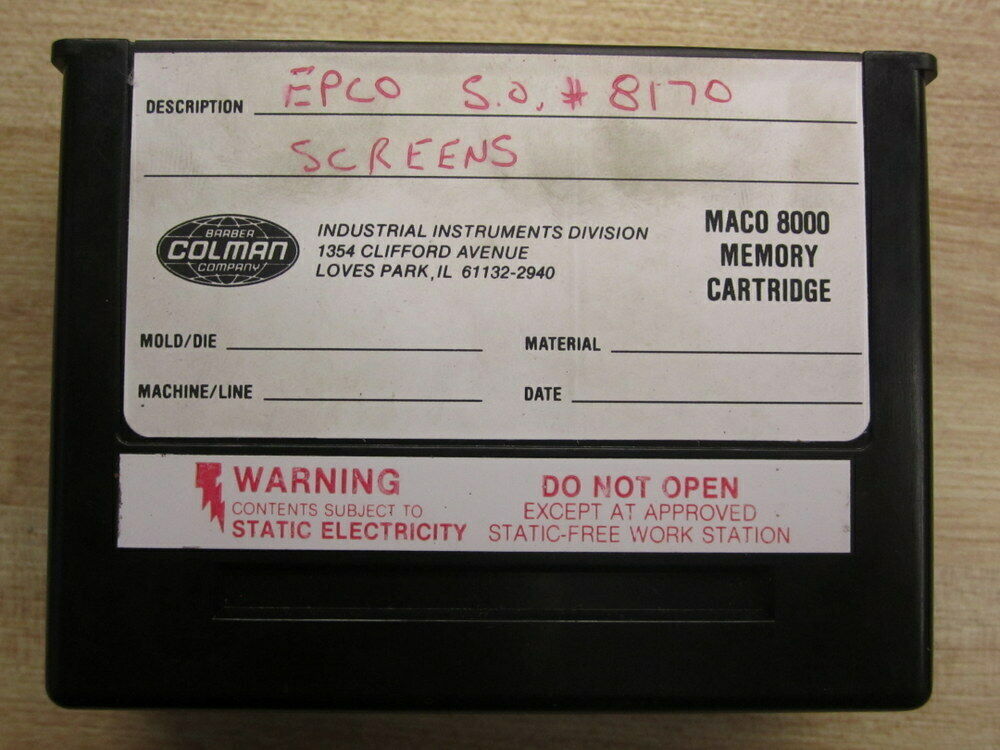 DESCRIPTION EPCO S.O. # 8170
SCREENS
BARBER
COLMAN
COMPANY
INDUSTRIAL INSTRUMENTS DIVISION
1354 CLIFFORD AVENUE
LOVES PARK, IL 61132-2940
MACO 8000
MEMORY
CARTRIDGE
MOLD/DIE
MATERIAL
MACHINE/LINE
DATE
WARNING
CONTENTS SUBJECT TO
STATIC ELECTRICITY
DO NOT OPEN
EXCEPT AT APPROVED
STATIC-FREE WORK STATION